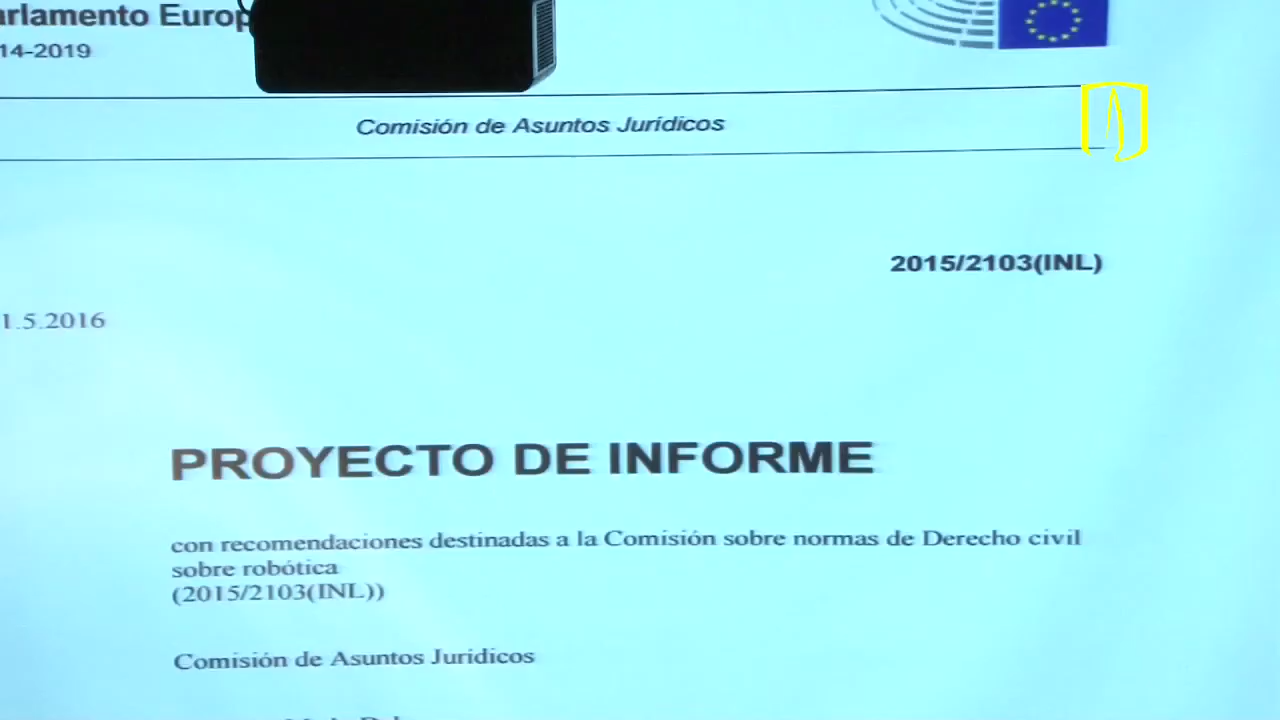 arlamento Europ
14-2019
Comisión de Asuntos Jurídicos
2015/2103(INL)
1.5.2016
PROYECTO DE INFORME
con recomendaciones destinadas a la Comisión sobre normas de Derecho civil
sobre robótica
(2015/2103(INL))
Comisión de Asuntos Jurídicos